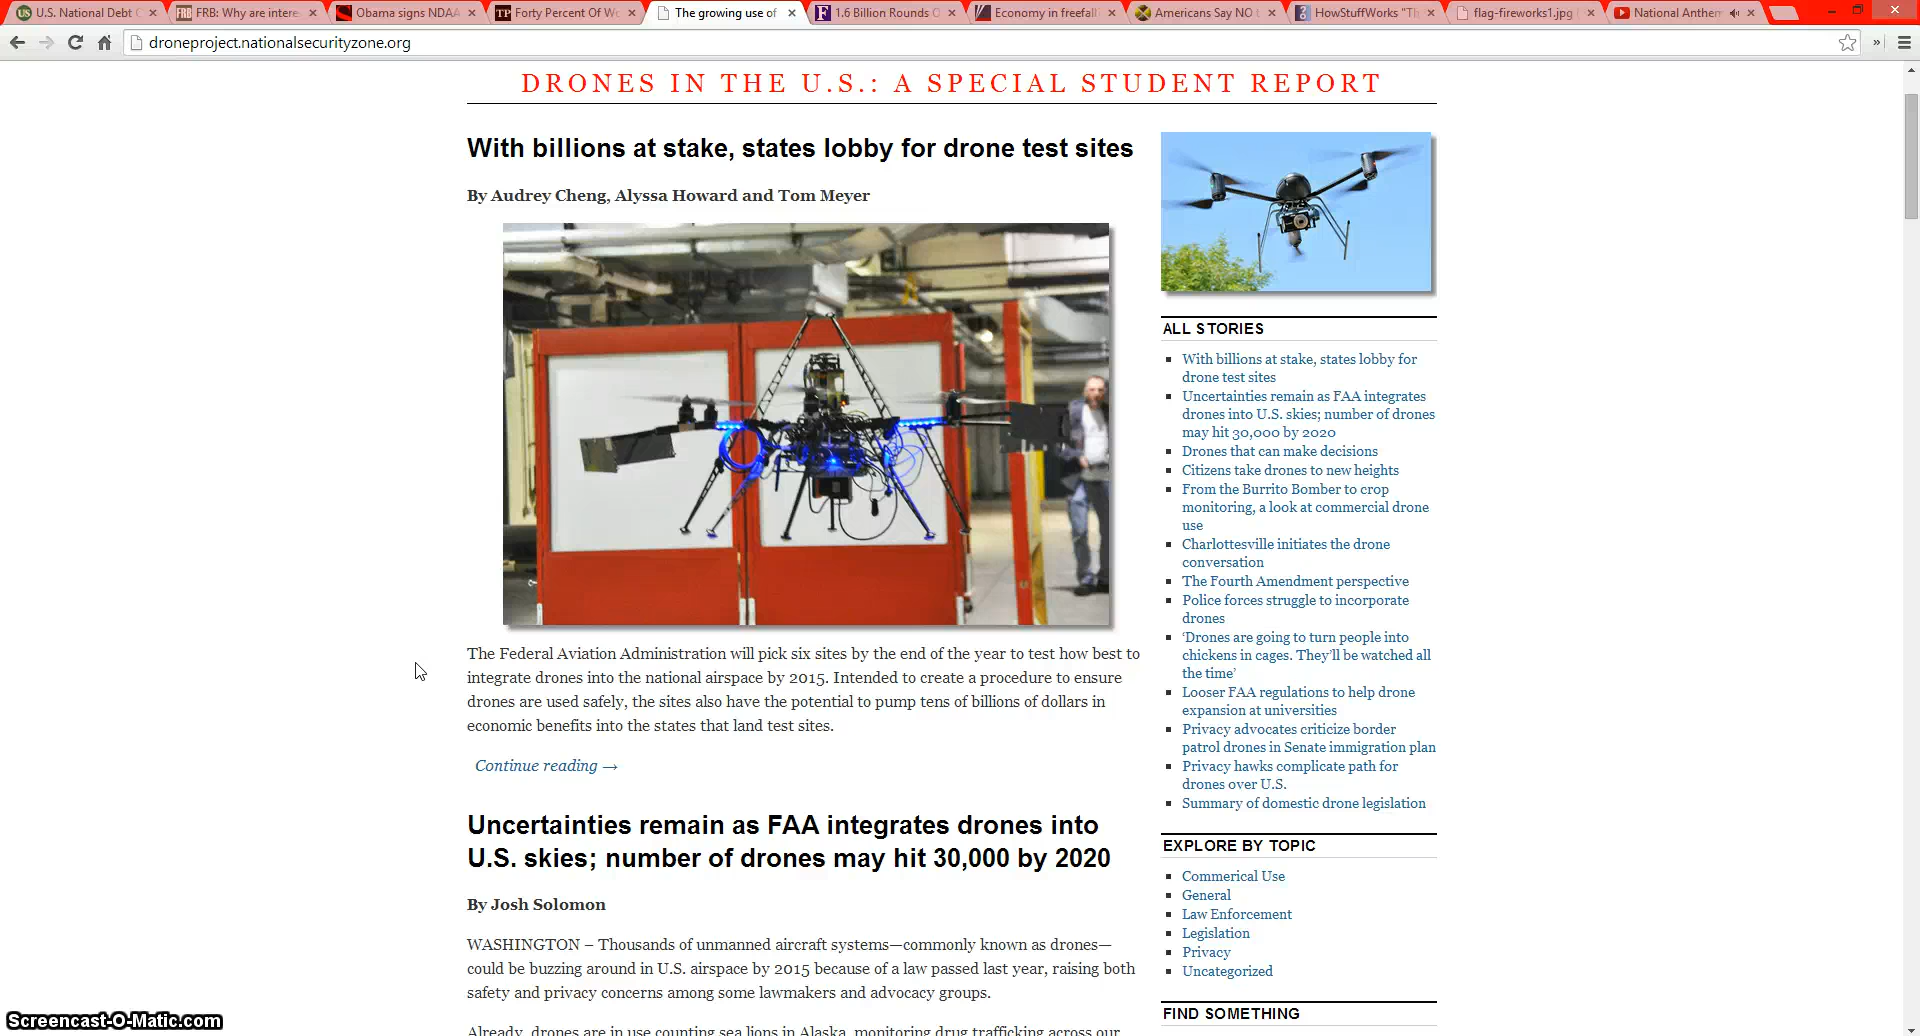 U.S. National Debt C
FRB: Why are intere
Obama signs NDAA
Forty Percent Of W
The growing use of
1.6 Billion Rounds O
Economy in freefall
Americans Say NO t
HowStuffWorks "Th
flag-fireworks1.jpg (
National Anthem
droneproject.nationalsecurityzone.org
DRONES IN THE U.S.: A SPECIAL STUDENT REPORT
With billions at stake, states lobby for drone test sites
By Audrey Cheng, Alyssa Howard and Tom Meyer
The Federal Aviation Administration will pick six sites by the end of the year to test how best to
integrate drones into the national airspace by 2015. Intended to create a procedure to ensure
drones are used safely, the sites also have the potential to pump tens of billions of dollars in
economic benefits into the states that land test sites.
Continue reading →
Uncertainties remain as FAA integrates drones into
U.S. skies; number of drones may hit 30,000 by 2020
By Josh Solomon
WASHINGTON – Thousands of unmanned aircraft systems—commonly known as drones—
could be buzzing around in U.S. airspace by 2015 because of a law passed last year, raising both
safety and privacy concerns among some lawmakers and advocacy groups.
Already, drones are in use counting sea lions in Alaska, monitoring drug trafficking across our
ALL STORIES
With billions at stake, states lobby for
drone test sites
Uncertainties remain as FAA integrates
drones into U.S. skies; number of drones
may hit 30,000 by 2020
Drones that can make decisions
Citizens take drones to new heights
From the Burrito Bomber to crop
monitoring, a look at commercial drone
use
Charlottesville initiates the drone
conversation
The Fourth Amendment perspective
Police forces struggle to incorporate
drones
‘Drones are going to turn people into
chickens in cages. They’ll be watched all
the time’
Looser FAA regulations to help drone
expansion at universities
Privacy advocates criticize border
patrol drones in Senate immigration plan
Privacy hawks complicate path for
drones over U.S.
Summary of domestic drone legislation
EXPLORE BY TOPIC
Commerical Use
General
Law Enforcement
Legislation
Privacy
Uncategorized
FIND SOMETHING
Screencast-O-Matic.com